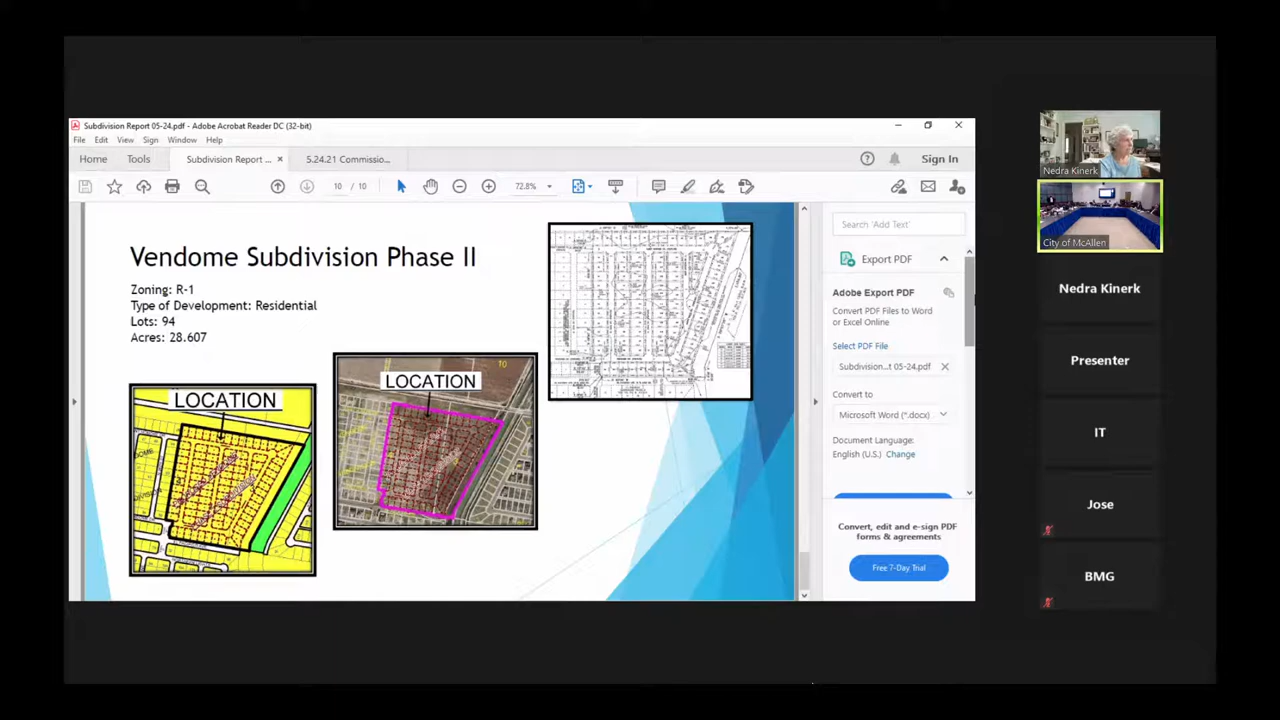 Subdivision Report 05-24.pdf - Adobe Acrobat Reader DC (32-bit)
File Edit View Sign Window Help
Home Tools Subdivision Report ... × 5.24.21 Commissio... Sign In
10 / 10 72.8%
Vendome Subdivision Phase II
Zoning: R-1
Type of Development: Residential
Lots: 94
Acres: 28.607
LOCATION
LOCATION
Search 'Add Text'
Export PDF
Adobe Export PDF
Convert PDF Files to Word
or Excel Online
Select PDF File
Subdivision...t 05-24.pdf
Convert to
Microsoft Word (*.docx)
Document Language:
English (U.S.) Change
Convert, edit and e-sign PDF
forms & agreements
Free 7-Day Trial
Nedra Kinerk
City of McAllen
Nedra Kinerk
Presenter
IT
Jose
BMG